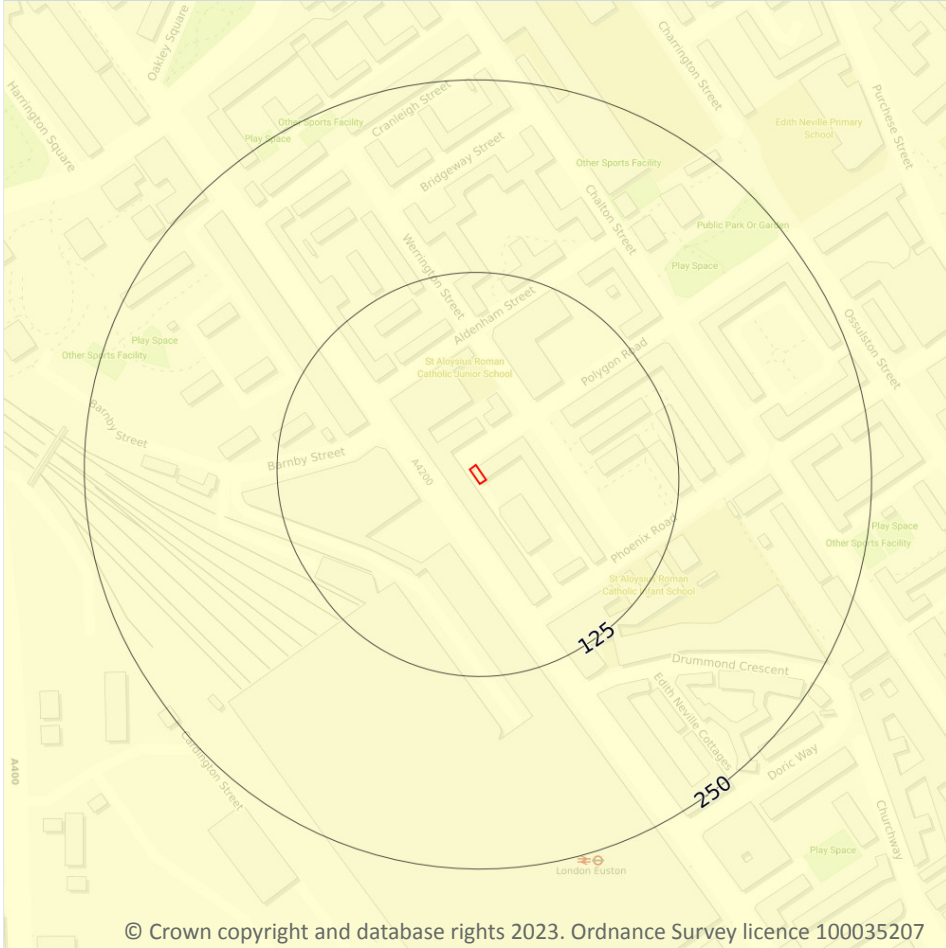 Oakley Square
Charrington Street
Harrington Square
Cranleigh Street
Purchese Street
Other Sports Facility
Play Space
Edith Neville Primary
School
Bridgeway Street
Other Sports Facility
Chalton Street
Public Park Or Garden
Werrington Street
Play Space
Aldenham Street
Ossulston Street
Play Space
Other Sports Facility
St Aloysius Roman
Catholic Junior School
Polygon Road
Barnby Street
Barnby Street
A4200
Phoenix Road
Play Space
Other Sports Facility
St Aloysius Roman
Catholic Infant School
125
Drummond Crescent
Edith Neville Cottages
Cardington Street
A400
Doric Way
250
Churchway
Play Space
London Euston
© Crown copyright and database rights 2023. Ordnance Survey licence 100035207